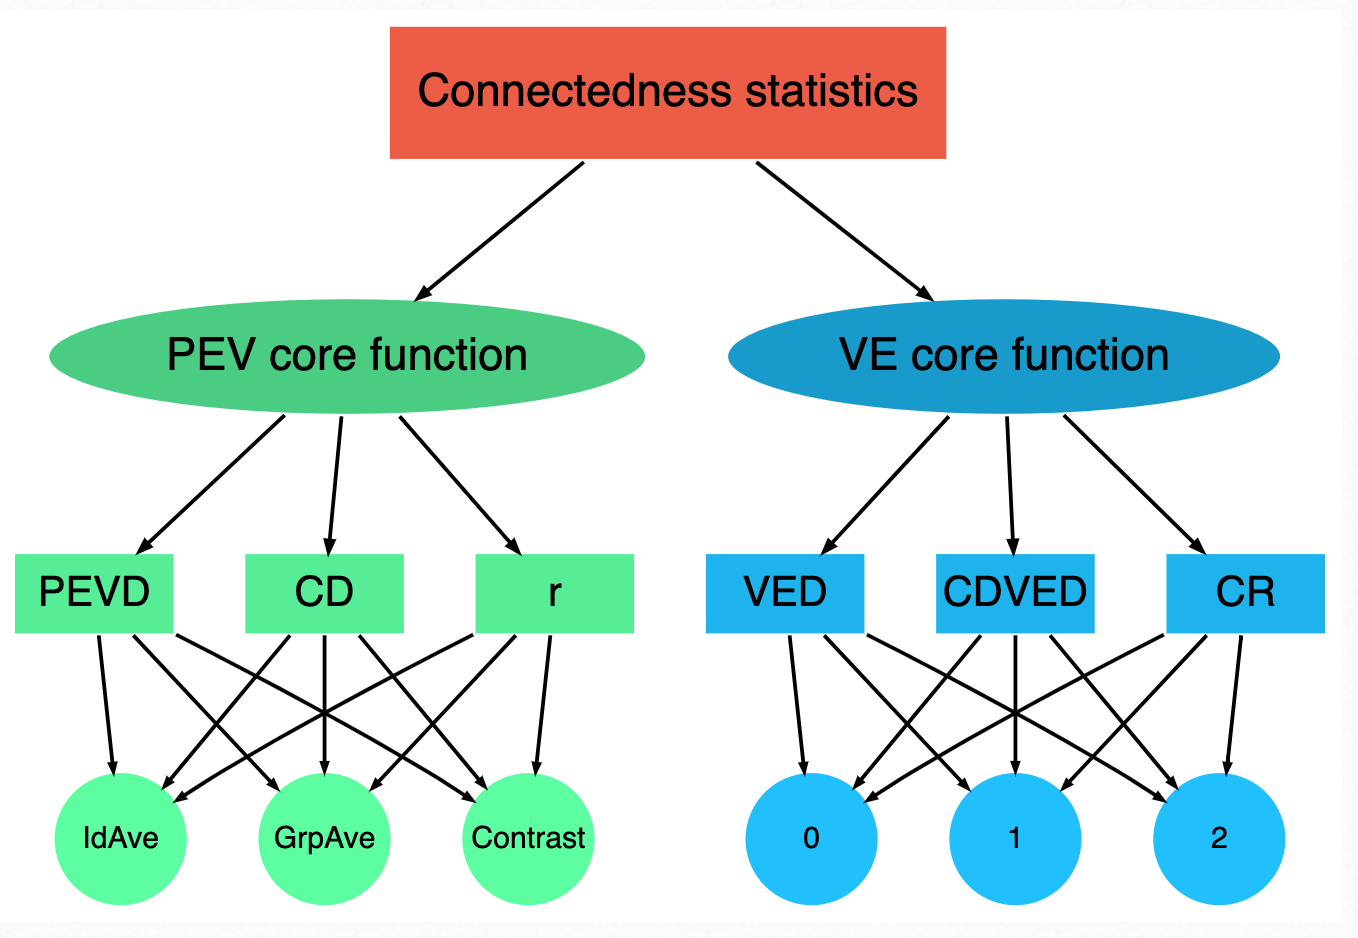 Connectedness statistics
PEV core function
VE core function
PEVD
CD
r
VED
CDVED
CR
IdAve
GrpAve
Contrast
0
1
2